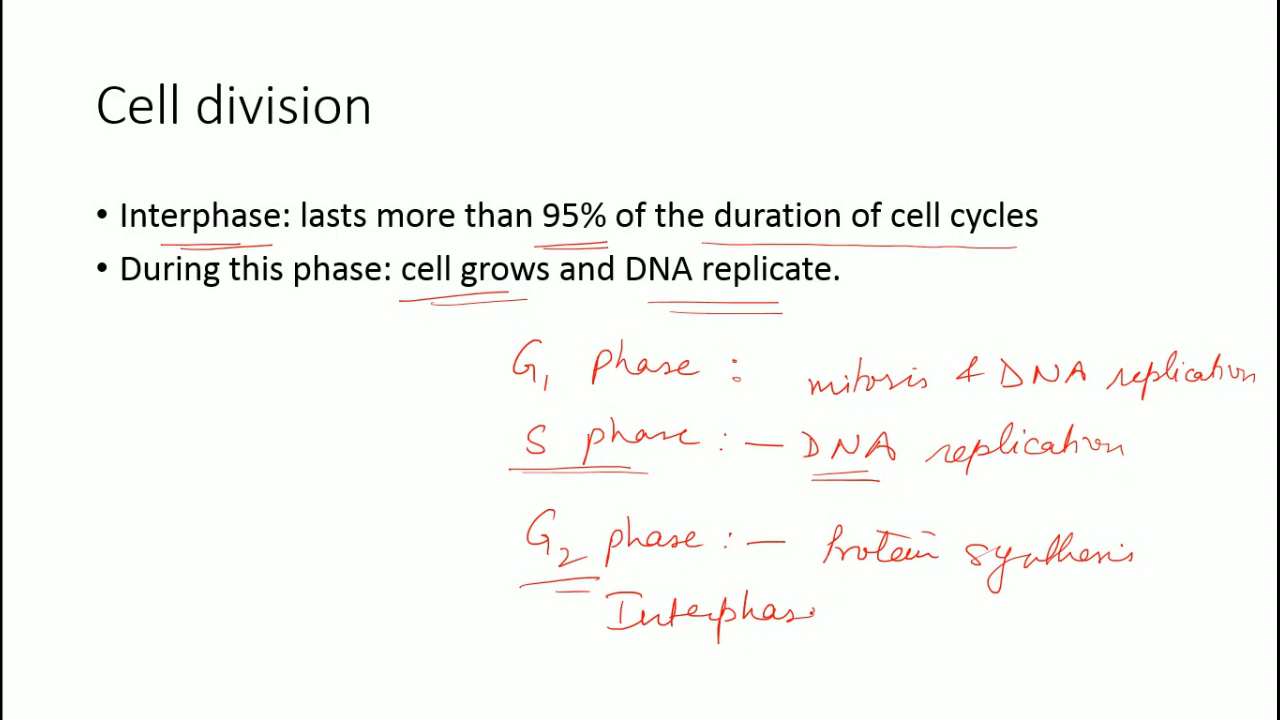 Cell division
• Interphase: lasts more than 95% of the duration of cell cycles
• During this phase: cell grows and DNA replicate.
G₁ phase : mitosis & DNA replication
S phase : — DNA replication
G₂ phase : — Protein synthesis
Interphas